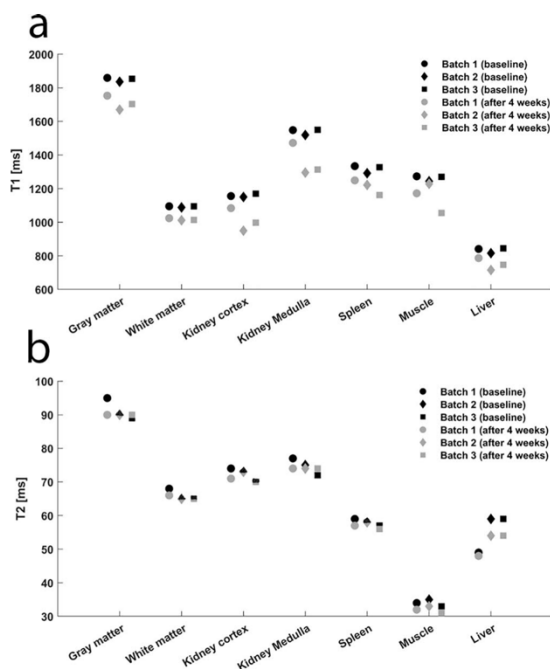 a
T1 [ms]
2000
1800
1600
1400
1200
1000
800
600
Batch 1 (baseline)
Batch 2 (baseline)
Batch 3 (baseline)
Batch 1 (after 4 weeks)
Batch 2 (after 4 weeks)
Batch 3 (after 4 weeks)
Gray matter
White matter
Kidney cortex
Kidney Medulla
Spleen
Muscle
Liver
b
T2 [ms]
100
90
80
70
60
50
40
30
Batch 1 (baseline)
Batch 2 (baseline)
Batch 3 (baseline)
Batch 1 (after 4 weeks)
Batch 2 (after 4 weeks)
Batch 3 (after 4 weeks)
Gray matter
White matter
Kidney cortex
Kidney Medulla
Spleen
Muscle
Liver